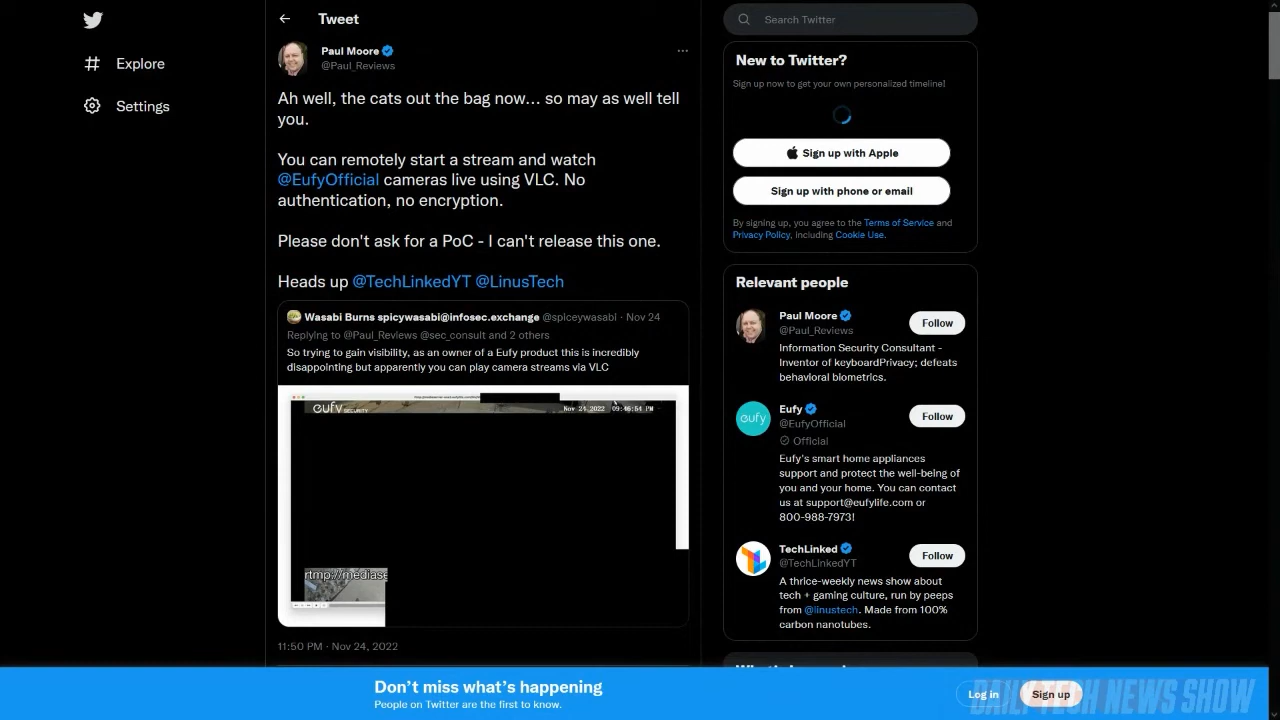 Tweet
Explore
Settings
Paul Moore
@Paul_Reviews
Ah well, the cats out the bag now... so may as well tell
you.
You can remotely start a stream and watch
@EufyOfficial cameras live using VLC. No
authentication, no encryption.
Please don't ask for a PoC - I can't release this one.
Heads up @TechLinkedYT @LinusTech
Wasabi Burns spicywasabi@infosec.exchange @spiceywasabi · Nov 24
Replying to @Paul_Reviews @sec_consult and 2 others
So trying to gain visibility, as an owner of a Eufy product this is incredibly
disappointing but apparently you can play camera streams via VLC
eufy SECURITY
Nov 24 2022 09:46:54 PM
rtmp://mediase
11:50 PM · Nov 24, 2022
Search Twitter
New to Twitter?
Sign up now to get your own personalized timeline!
Sign up with Apple
Sign up with phone or email
By signing up, you agree to the Terms of Service and
Privacy Policy, including Cookie Use.
Relevant people
Paul Moore
@Paul_Reviews
Follow
Information Security Consultant -
Inventor of keyboardPrivacy; defeats
behavioral biometrics.
eufy
Eufy
@EufyOfficial
Follow
Official
Eufy's smart home appliances
support and protect the well-being of
you and your home. You can contact
us at support@eufylife.com or
800-988-7973!
TechLinked
@TechLinkedYT
Follow
A thrice-weekly news show about
tech + gaming culture, run by peeps
from @linustech. Made from 100%
carbon nanotubes.
Don't miss what's happening
People on Twitter are the first to know.
Log in
Sign up
DAILY TECH NEWS SHOW